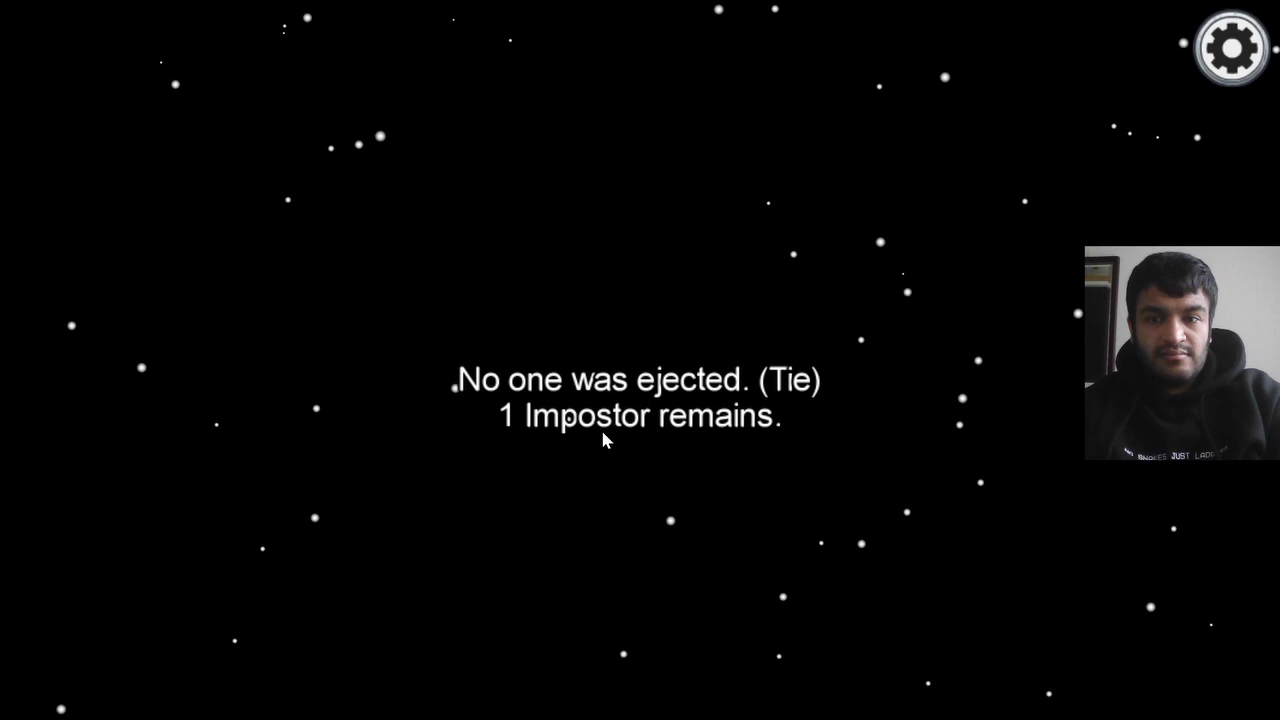 No one was ejected. (Tie)
1 Impostor remains.